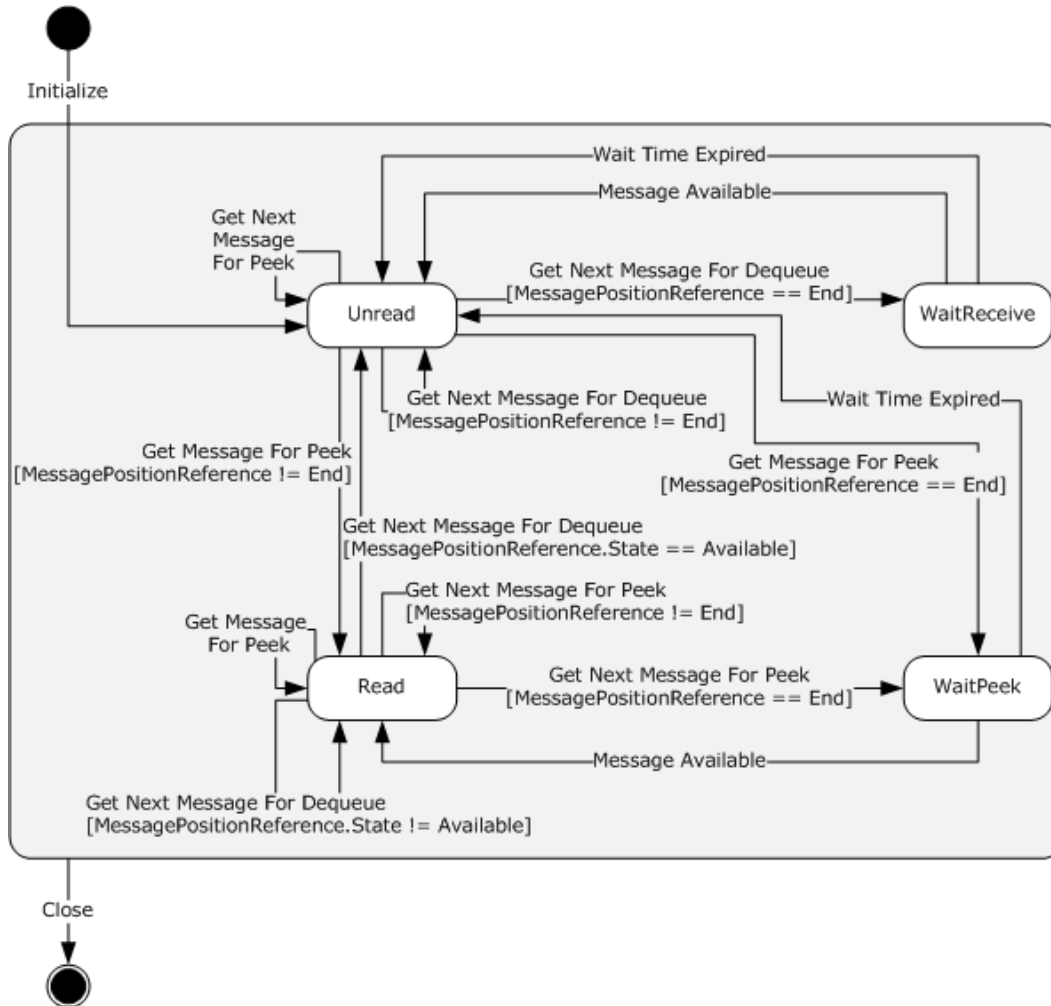 Initialize
Wait Time Expired
Message Available
Get Next
Message
For Peek
Get Next Message For Dequeue
[MessagePositionReference == End]
Unread
WaitReceive
Get Next Message For Dequeue
[MessagePositionReference != End]
Wait Time Expired
Get Message For Peek
[MessagePositionReference != End]
Get Message For Peek
[MessagePositionReference == End]
Get Next Message For Dequeue
[MessagePositionReference.State == Available]
Get Next Message For Peek
[MessagePositionReference != End]
Get Message
For Peek
Read
Get Next Message For Peek
[MessagePositionReference == End]
WaitPeek
Message Available
Get Next Message For Dequeue
[MessagePositionReference.State != Available]
Close